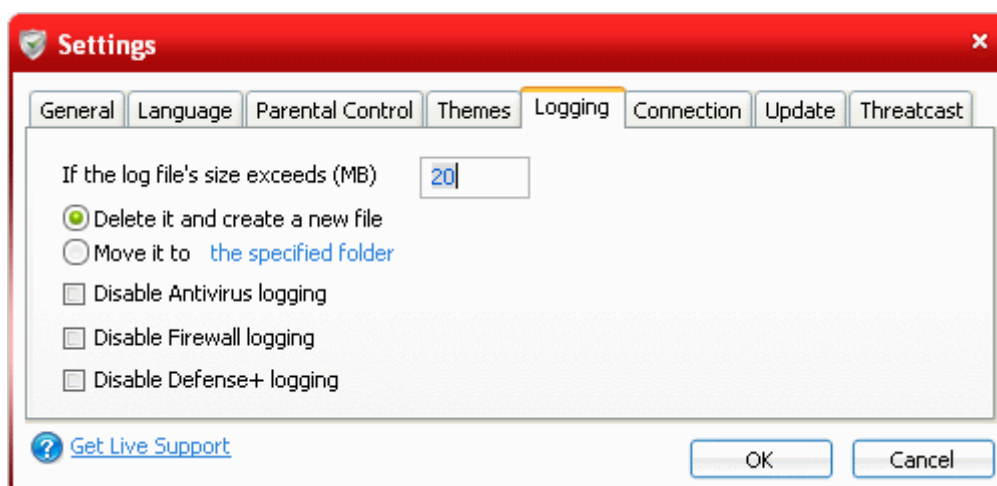 Settings
General Language Parental Control Themes Logging Connection Update Threatcast
If the log file's size exceeds (MB) 20
Delete it and create a new file
Move it to the specified folder
Disable Antivirus logging
Disable Firewall logging
Disable Defense+ logging
? Get Live Support
OK Cancel